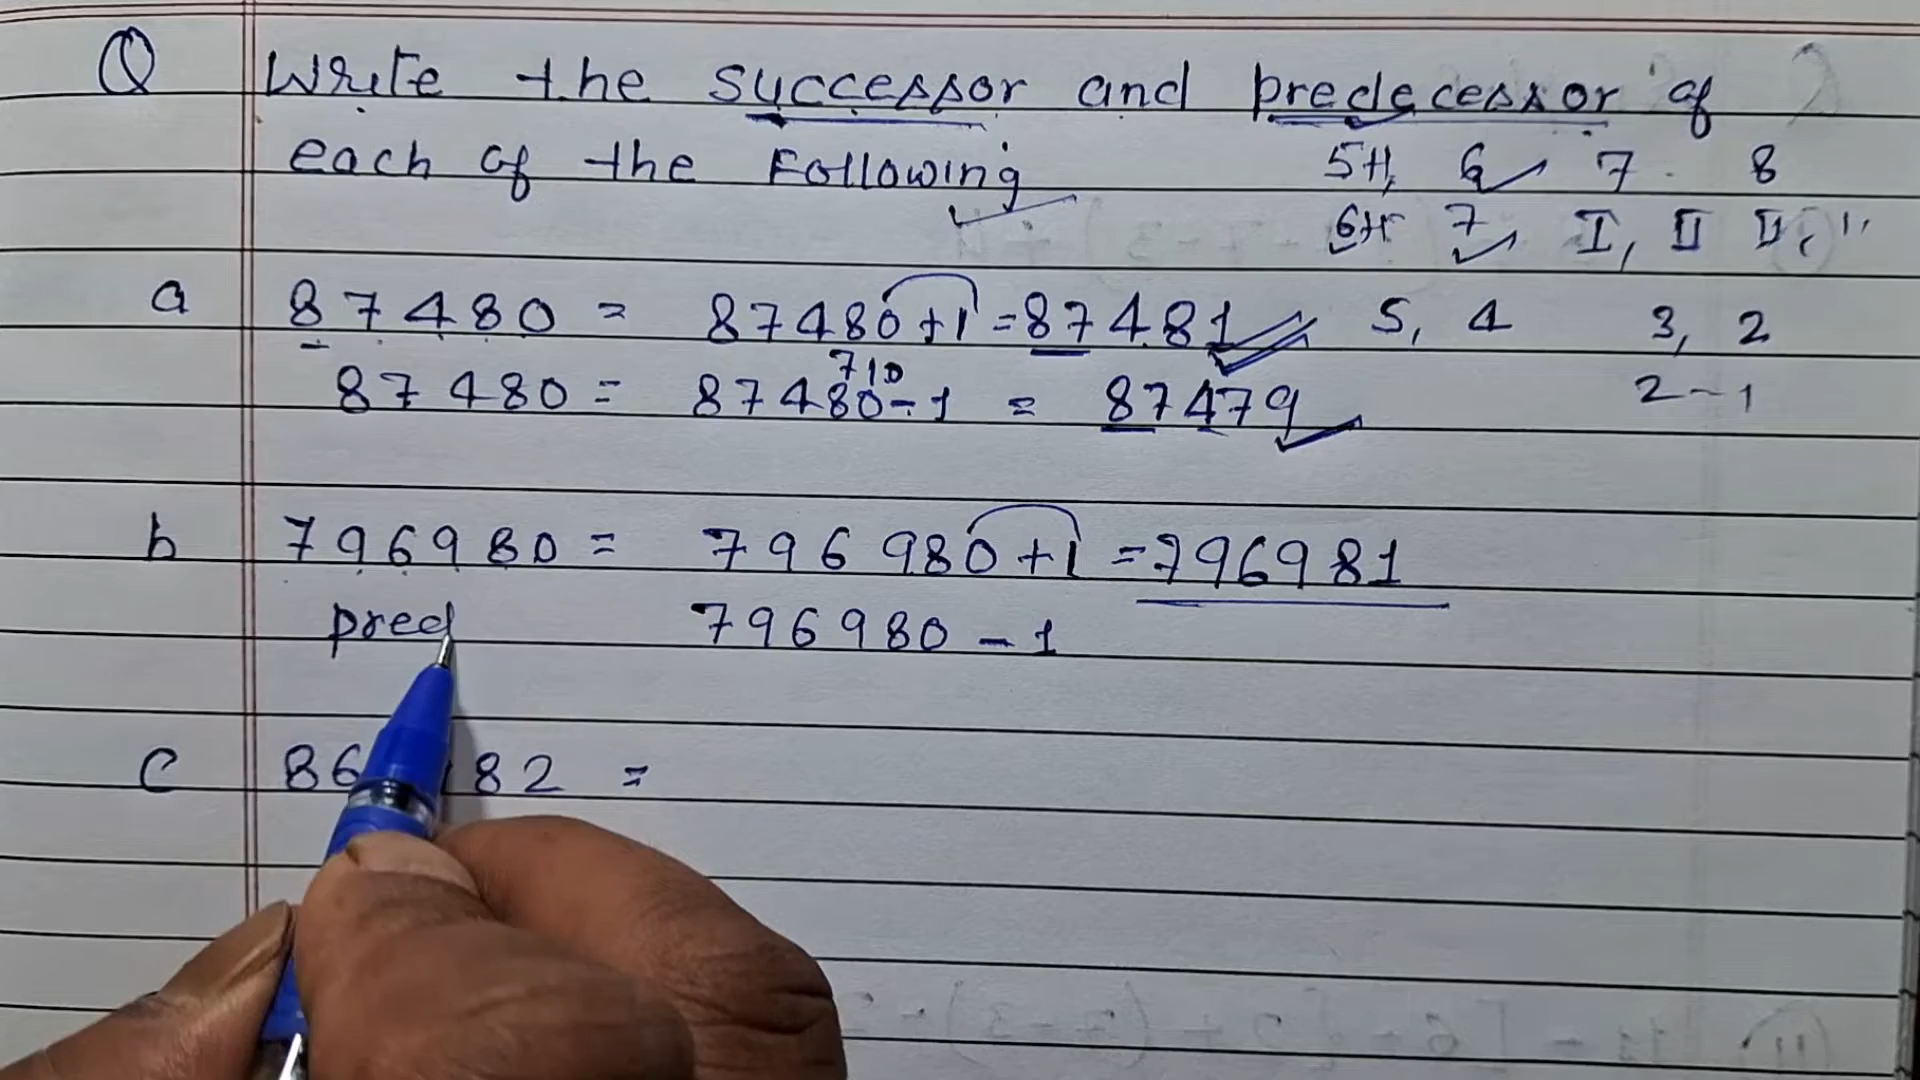 Q Write the successor and predecessor of
each of the Following
5th, 6 7 8
6th 7 I, II II, "
a 87480 = 87480+1 = 87481 5, 4 3, 2
710
87480 = 87480-1 = 87479 2-1
b 796980 = 796980+1 = 796981
pred 796980 - 1
c 86 82 =